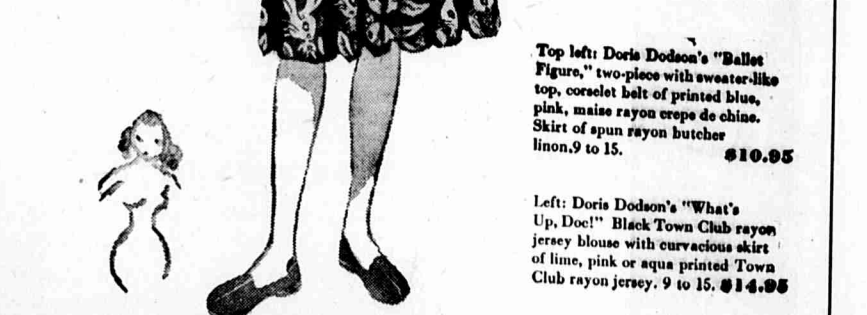 Top left: Doris Dodson's "Ballet
Figure," two-piece with sweater-like
top, corselet belt of printed blue,
pink, maise rayon crepe de chine.
Skirt of spun rayon butcher
linon.9 to 15. $10.95
Left: Doris Dodson's "What's
Up, Doc!" Black Town Club rayon
jersey blouse with curvacious skirt
of lime, pink or aqua printed Town
Club rayon jersey. 9 to 15. $14.95